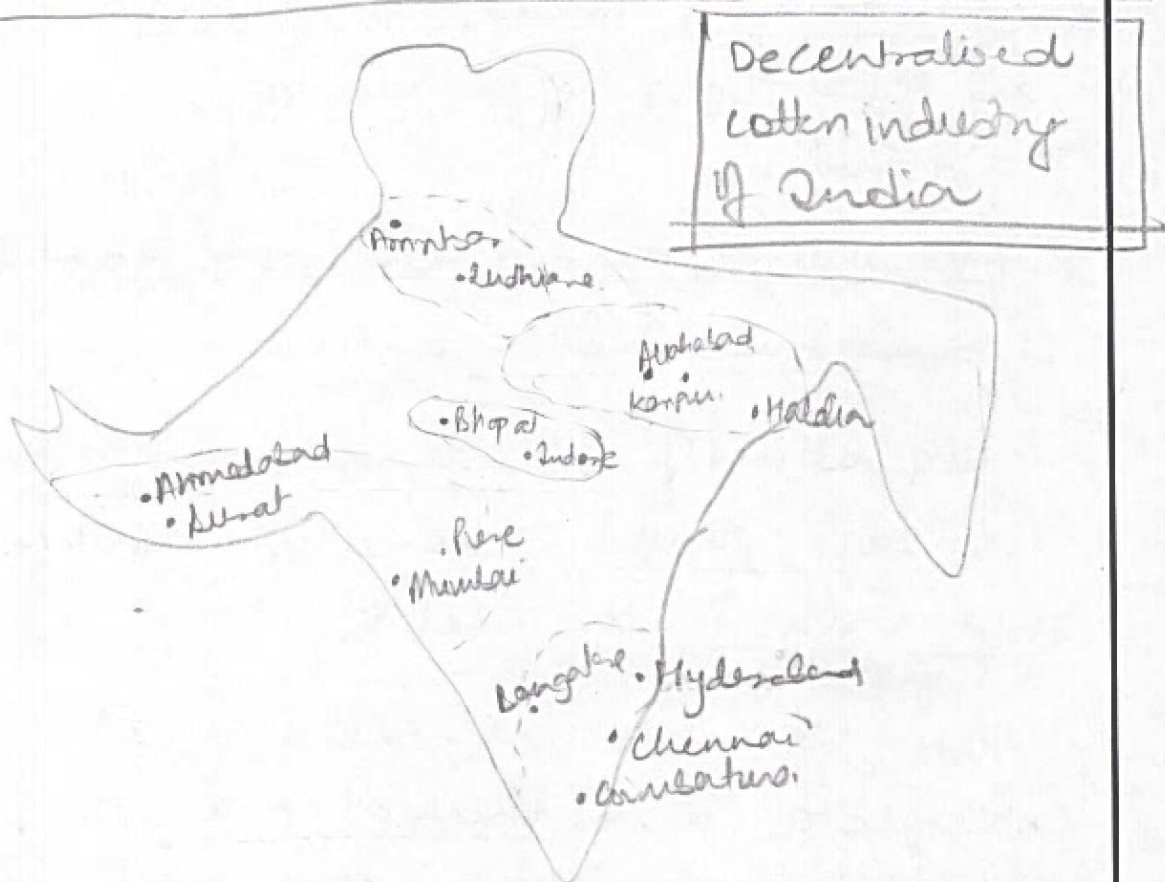 Decentralised
cotton industry
of India
Amritsar
Ludhiana
Allahabad
Kanpur
Haldia
Bhopal
Indore
Ahmedabad
Surat
Pune
Mumbai
Bangalore
Hyderabad
Chennai
Coimbatore